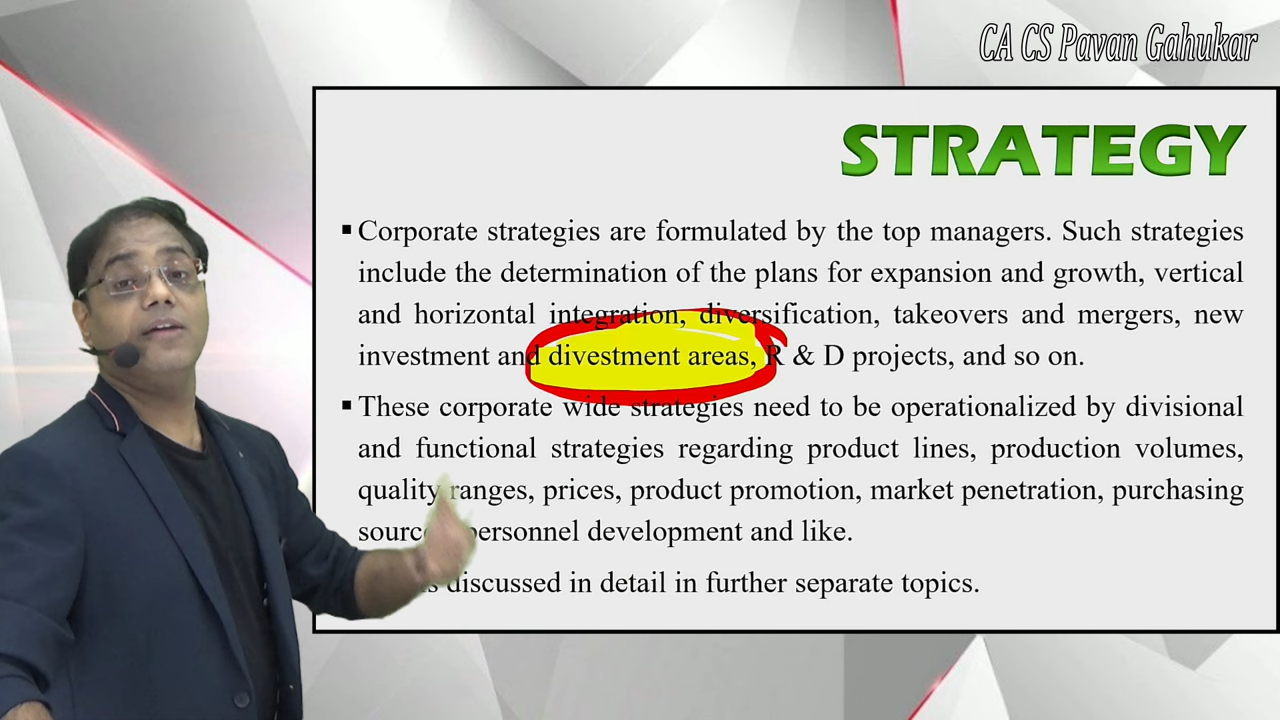 CA CS Pavan Gahukar
STRATEGY
▪ Corporate strategies are formulated by the top managers. Such strategies
include the determination of the plans for expansion and growth, vertical
and horizontal integration, diversification, takeovers and mergers, new
investment and divestment areas, R & D projects, and so on.
▪ These corporate wide strategies need to be operationalized by divisional
and functional strategies regarding product lines, production volumes,
quality ranges, prices, product promotion, market penetration, purchasing
personnel development and like.
discussed in detail in further separate topics.